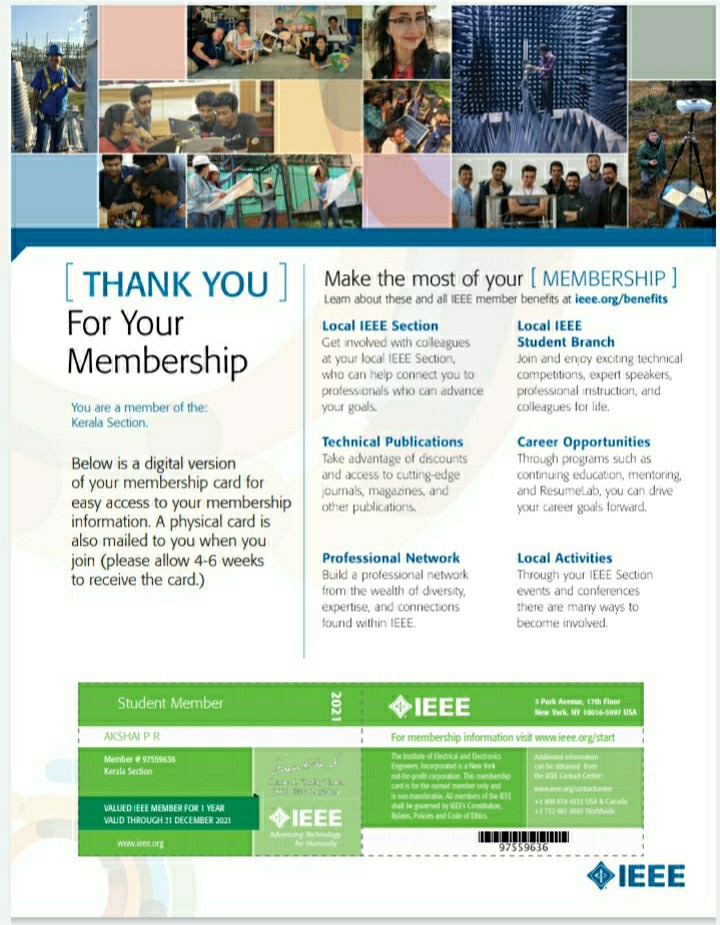 [ THANK YOU ]
For Your
Membership
You are a member of the:
Kerala Section.
Below is a digital version
of your membership card for
easy access to your membership
information. A physical card is
also mailed to you when you
join (please allow 4-6 weeks
to receive the card.)
Make the most of your [ MEMBERSHIP ]
Learn about these and all IEEE member benefits at ieee.org/benefits
Local IEEE Section
Get involved with colleagues
at your local IEEE Section,
who can help connect you to
professionals who can advance
your goals.
Local IEEE
Student Branch
Join and enjoy exciting technical
competitions, expert speakers,
professional instruction, and
colleagues for life.
Technical Publications
Take advantage of discounts
and access to cutting-edge
journals, magazines, and
other publications.
Career Opportunities
Through programs such as
continuing education, mentoring,
and ResumeLab, you can drive
your career goals forward.
Professional Network
Build a professional network
from the wealth of diversity,
expertise, and connections
found within IEEE.
Local Activities
Through your IEEE Section
events and conferences
there are many ways to
become involved.
Student Member
2021
AKSHAI P R
Member # 97559636
Kerala Section
VALUED IEEE MEMBER FOR 1 YEAR
VALID THROUGH 31 DECEMBER 2021
www.ieee.org
IEEE
Advancing Technology
for Humanity
IEEE
3 Park Avenue, 17th Floor
New York, NY 10016-5997 USA
For membership information visit www.ieee.org/start
The Institute of Electrical and Electronics
Engineers, Incorporated is a New York
not-for-profit corporation. This membership
card is for the named member only and
is non-transferable. All members of the IEEE
shall be governed by IEEE's Constitution,
Bylaws, Policies and Code of Ethics.
Additional information
can be obtained from
the IEEE Contact Center:
www.ieee.org/contactcenter
+1 800 678 4333 USA & Canada
+1 732 981 0060 Worldwide
97559636
IEEE